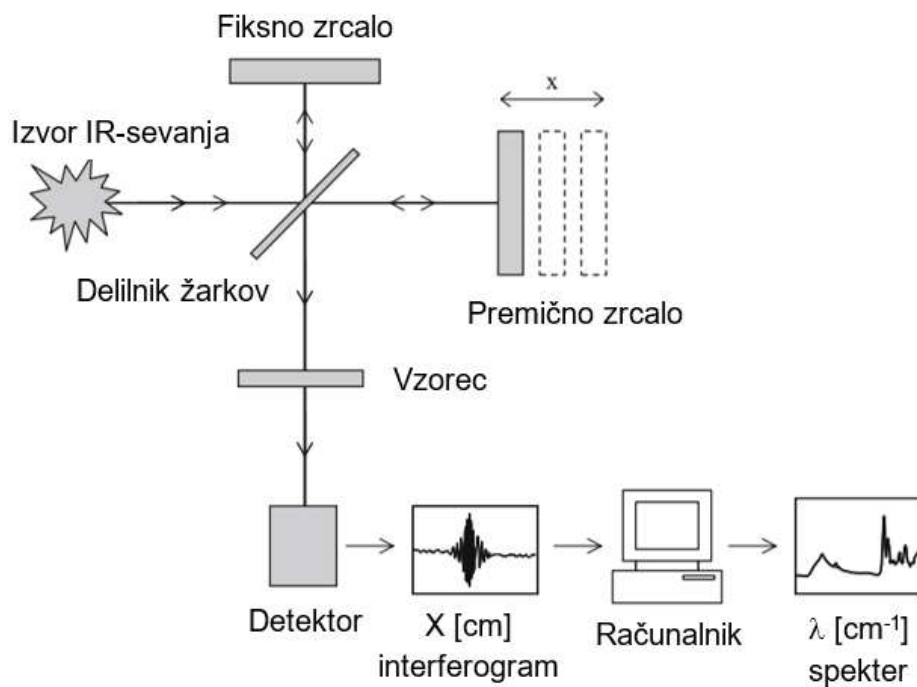 Fiksno zrcalo
x
Izvor IR-sevanja
Delilnik žarkov
Premično zrcalo
Vzorec
Detektor
X [cm]
interferogram
Računalnik
λ [cm⁻¹]
spekter